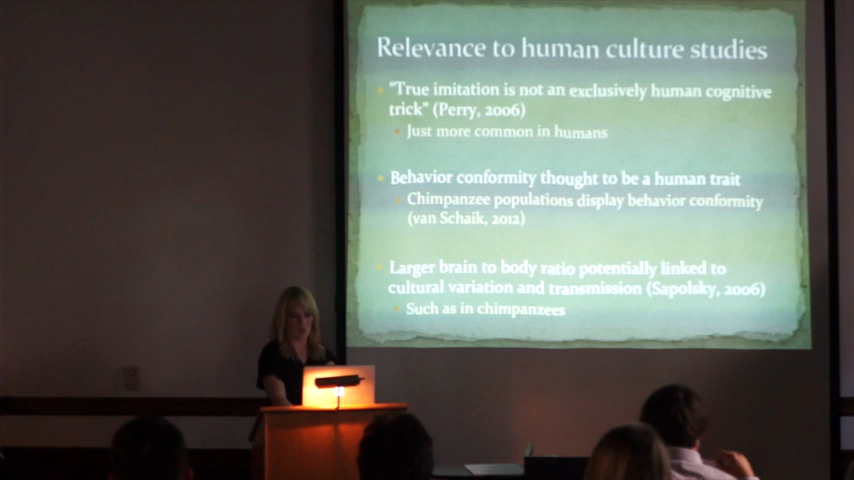 Relevance to human culture studies
"True imitation is not an exclusively human cognitive
trick" (Perry, 2006)
Just more common in humans
Behavior conformity thought to be a human trait
Chimpanzee populations display behavior conformity
(van Schaik, 2012)
Larger brain to body ratio potentially linked to
cultural variation and transmission (Sapolsky, 2006)
Such as in chimpanzees